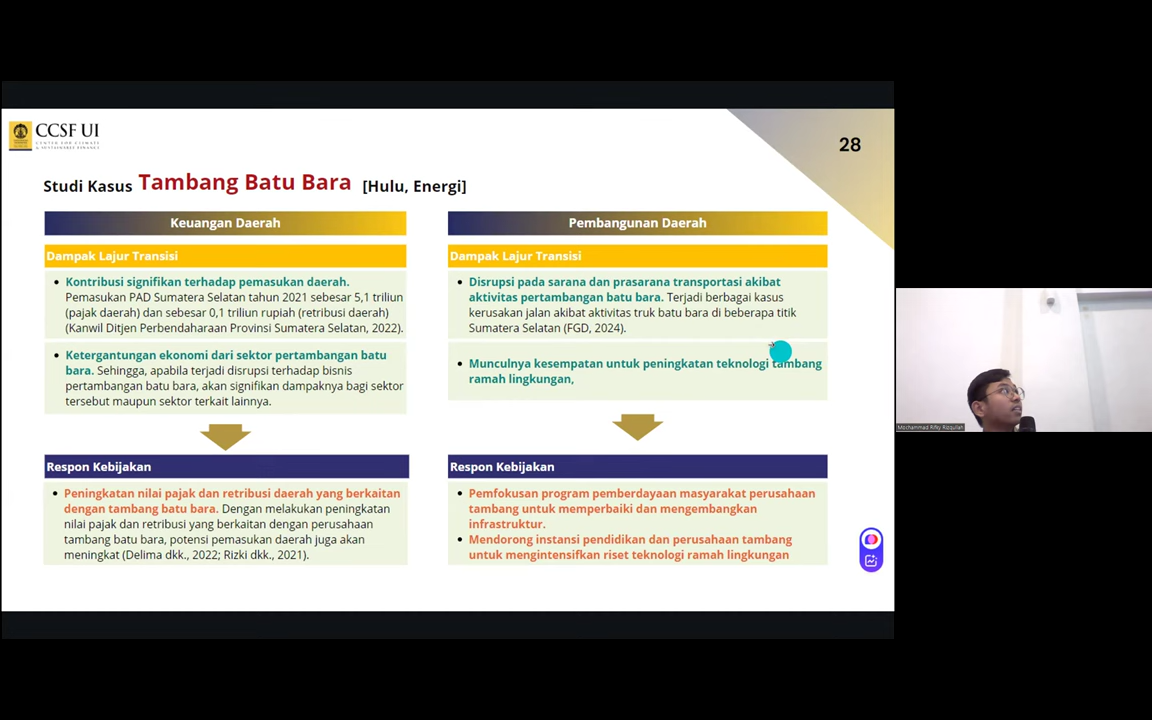 CCSF UI
CENTER FOR CLIMATE
& SUSTAINABLE FINANCE
28
Studi Kasus Tambang Batu Bara [Hulu, Energi]
Keuangan Daerah
Dampak Lajur Transisi
• Kontribusi signifikan terhadap pemasukan daerah.
Pemasukan PAD Sumatera Selatan tahun 2021 sebesar 5,1 triliun
(pajak daerah) dan sebesar 0,1 triliun rupiah (retribusi daerah)
(Kanwil Ditjen Perbendaharaan Provinsi Sumatera Selatan, 2022).
• Ketergantungan ekonomi dari sektor pertambangan batu
bara. Sehingga, apabila terjadi disrupsi terhadap bisnis
pertambangan batu bara, akan signifikan dampaknya bagi sektor
tersebut maupun sektor terkait lainnya.
Respon Kebijakan
• Peningkatan nilai pajak dan retribusi daerah yang berkaitan
dengan tambang batu bara. Dengan melakukan peningkatan
nilai pajak dan retribusi yang berkaitan dengan perusahaan
tambang batu bara, potensi pemasukan daerah juga akan
meningkat (Delima dkk., 2022; Rizki dkk., 2021).
Pembangunan Daerah
Dampak Lajur Transisi
• Disrupsi pada sarana dan prasarana transportasi akibat
aktivitas pertambangan batu bara. Terjadi berbagai kasus
kerusakan jalan akibat aktivitas truk batu bara di beberapa titik
Sumatera Selatan (FGD, 2024).
• Munculnya kesempatan untuk peningkatan teknologi tambang
ramah lingkungan,
Respon Kebijakan
• Pemfokusan program pemberdayaan masyarakat perusahaan
tambang untuk memperbaiki dan mengembangkan
infrastruktur.
• Mendorong instansi pendidikan dan perusahaan tambang
untuk mengintensifkan riset teknologi ramah lingkungan
Mochammad Rifky Rizqullah